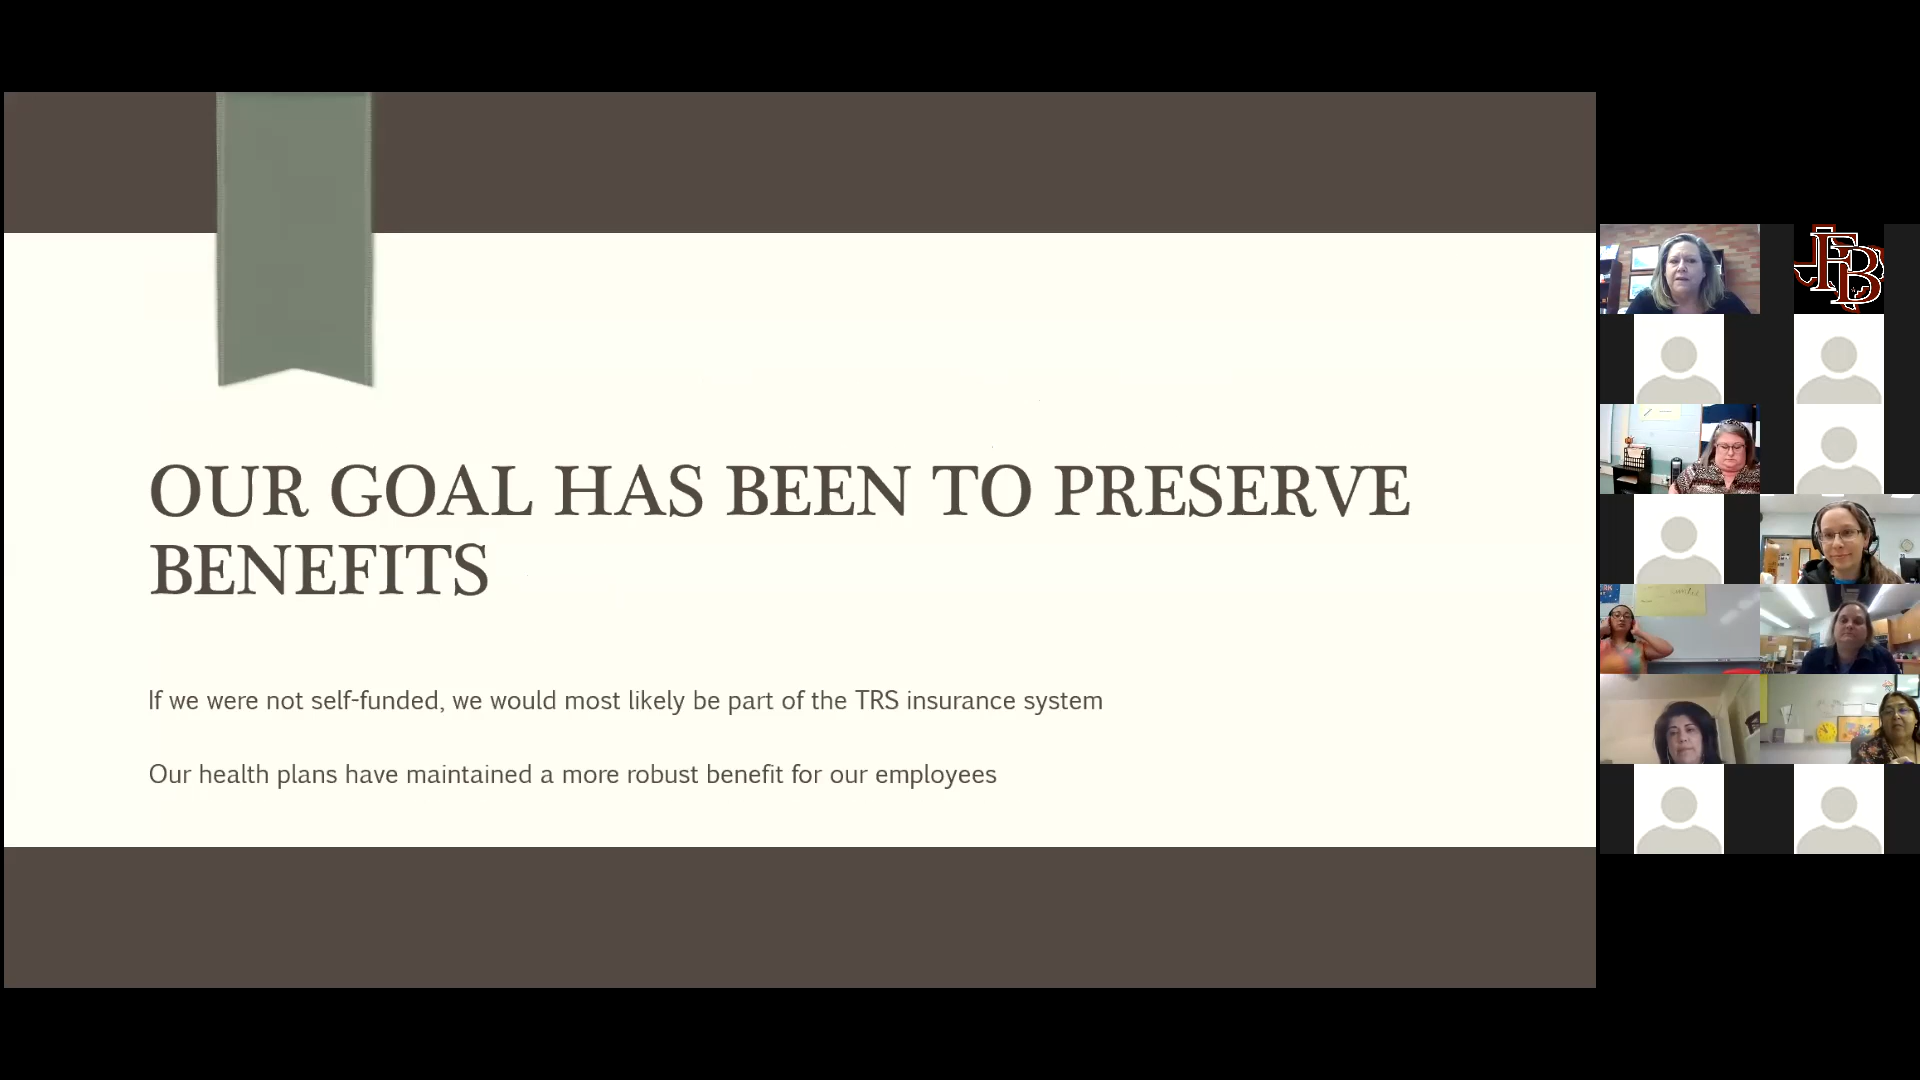 OUR GOAL HAS BEEN TO PRESERVE
BENEFITS
If we were not self-funded, we would most likely be part of the TRS insurance system
Our health plans have maintained a more robust benefit for our employees
FB